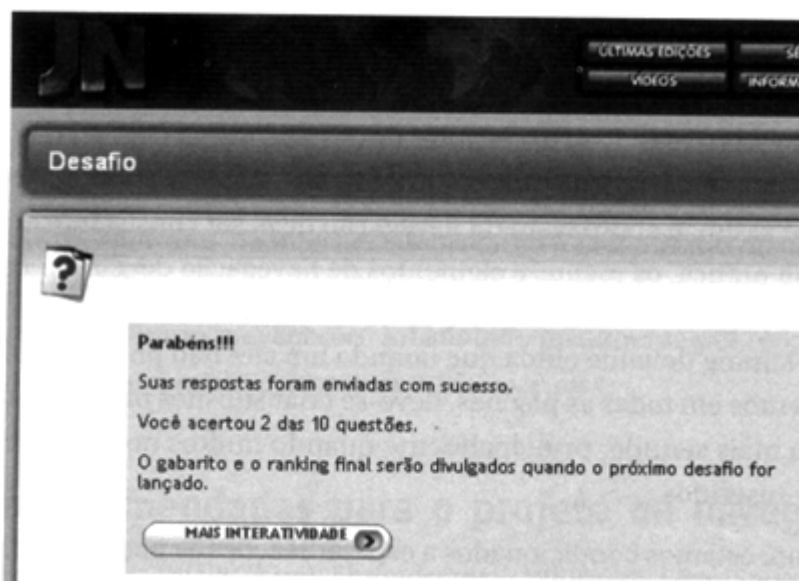 JN
ÚLTIMAS EDIÇÕES
VÍDEOS
Desafio
?
Parabéns!!!
Suas respostas foram enviadas com sucesso.
Você acertou 2 das 10 questões.
O gabarito e o ranking final serão divulgados quando o próximo desafio for
lançado.
MAIS INTERATIVIDADE